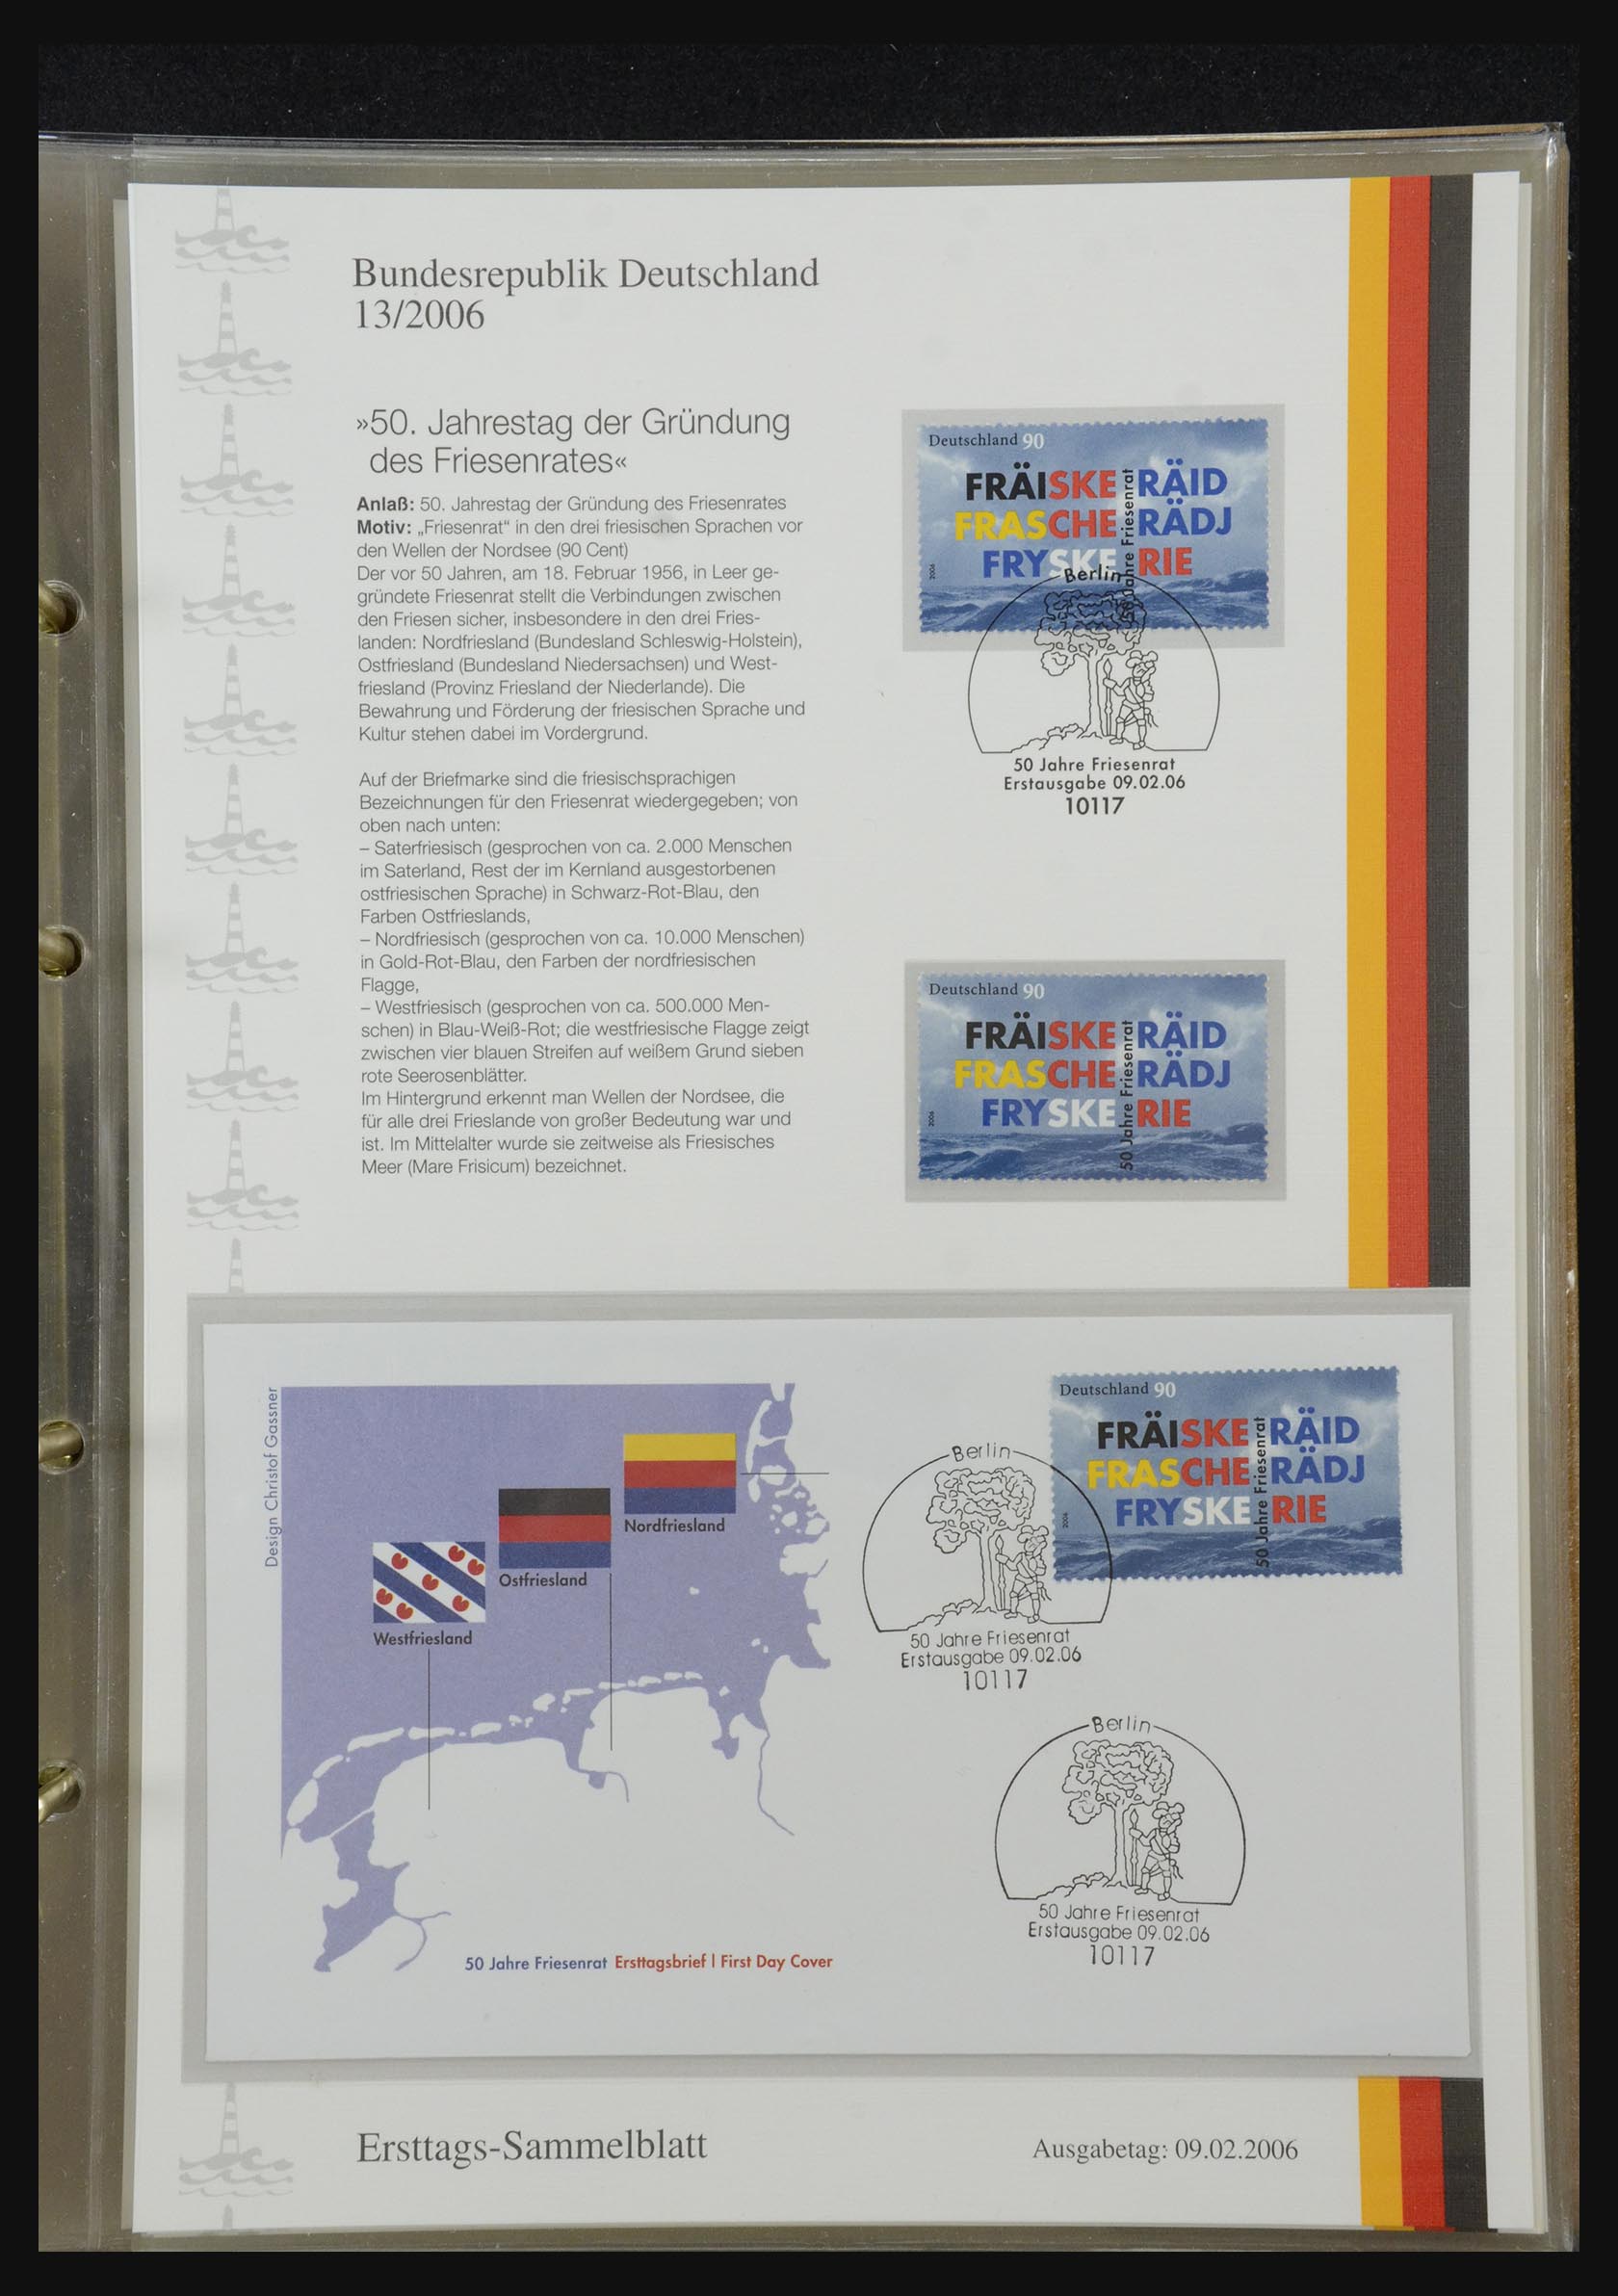 Bundesrepublik Deutschland
13/2006
»50. Jahrestag der Gründung
des Friesenrates«
Anlaß: 50. Jahrestag der Gründung des Friesenrates
Motiv: „Friesenrat“ in den drei friesischen Sprachen vor
den Wellen der Nordsee (90 Cent)
Der vor 50 Jahren, am 18. Februar 1956, in Leer ge-
gründete Friesenrat stellt die Verbindungen zwischen
den Friesen sicher, insbesondere in den drei Fries-
landen: Nordfriesland (Bundesland Schleswig-Holstein),
Ostfriesland (Bundesland Niedersachsen) und West-
friesland (Provinz Friesland der Niederlande). Die
Bewahrung und Förderung der friesischen Sprache und
Kultur stehen dabei im Vordergrund.
Auf der Briefmarke sind die friesischsprachigen
Bezeichnungen für den Friesenrat wiedergegeben; von
oben nach unten:
– Saterfriesisch (gesprochen von ca. 2.000 Menschen
im Saterland, Rest der im Kernland ausgestorbenen
ostfriesischen Sprache) in Schwarz-Rot-Blau, den
Farben Ostfrieslands,
– Nordfriesisch (gesprochen von ca. 10.000 Menschen)
in Gold-Rot-Blau, den Farben der nordfriesischen
Flagge,
– Westfriesisch (gesprochen von ca. 500.000 Men-
schen) in Blau-Weiß-Rot; die westfriesische Flagge zeigt
zwischen vier blauen Streifen auf weißem Grund sieben
rote Seerosenblätter.
Im Hintergrund erkennt man Wellen der Nordsee, die
für alle drei Frieslande von großer Bedeutung war und
ist. Im Mittelalter wurde sie zeitweise als Friesisches
Meer (Mare Frisicum) bezeichnet.
Deutschland 90
FRÄISKE RÄID
FRASCHE RÄDJ
FRYSKE RIE
50 Jahre Friesenrat
2006
Berlin
50 Jahre Friesenrat
Erstausgabe 09.02.06
10117
Deutschland 90
FRÄISKE RÄID
FRASCHE RÄDJ
FRYSKE RIE
50 Jahre Friesenrat
2006
Design Christof Gassner
Nordfriesland
Ostfriesland
Westfriesland
50 Jahre Friesenrat Ersttagsbrief | First Day Cover
Deutschland 90
FRÄISKE RÄID
FRASCHE RÄDJ
FRYSKE RIE
50 Jahre Friesenrat
2006
Berlin
50 Jahre Friesenrat
Erstausgabe 09.02.06
10117
Berlin
50 Jahre Friesenrat
Erstausgabe 09.02.06
10117
Ersttags-Sammelblatt
Ausgabetag: 09.02.2006